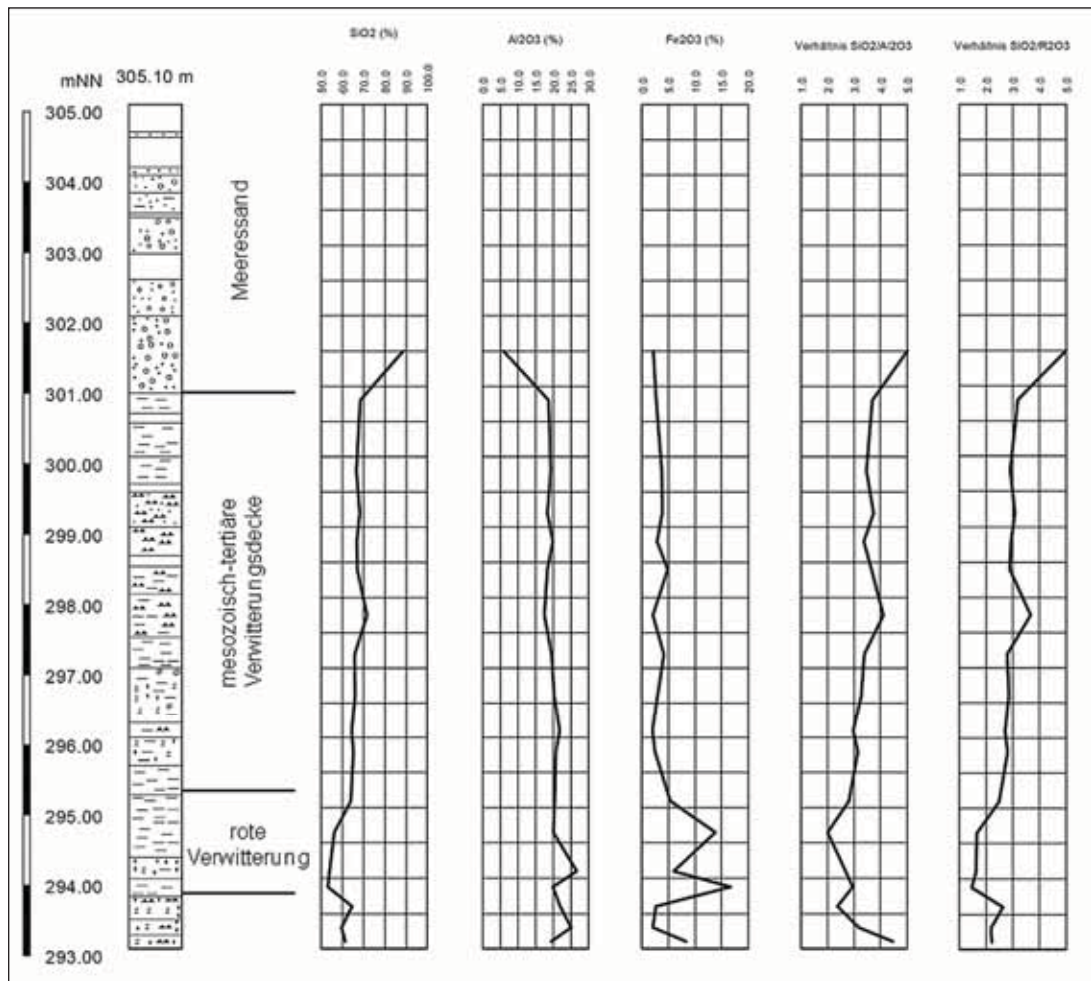 SiO2 (%)
Al2O3 (%)
Fe2O3 (%)
Verhältnis SiO2/Al2O3
Verhältnis SiO2/R2O3
mNN
305.10 m
50.0 60.0 70.0 80.0 90.0 100.0
0.0 5.0 10.0 15.0 20.0 25.0 30.0
0.0 5.0 10.0 15.0 20.0
1.0 2.0 3.0 4.0 5.0
1.0 2.0 3.0 4.0 5.0
305.00
304.00
303.00
302.00
301.00
300.00
299.00
298.00
297.00
296.00
295.00
294.00
293.00
Meeressand
mesozoisch-tertiäre
Verwitterungsdecke
rote
Verwitterung